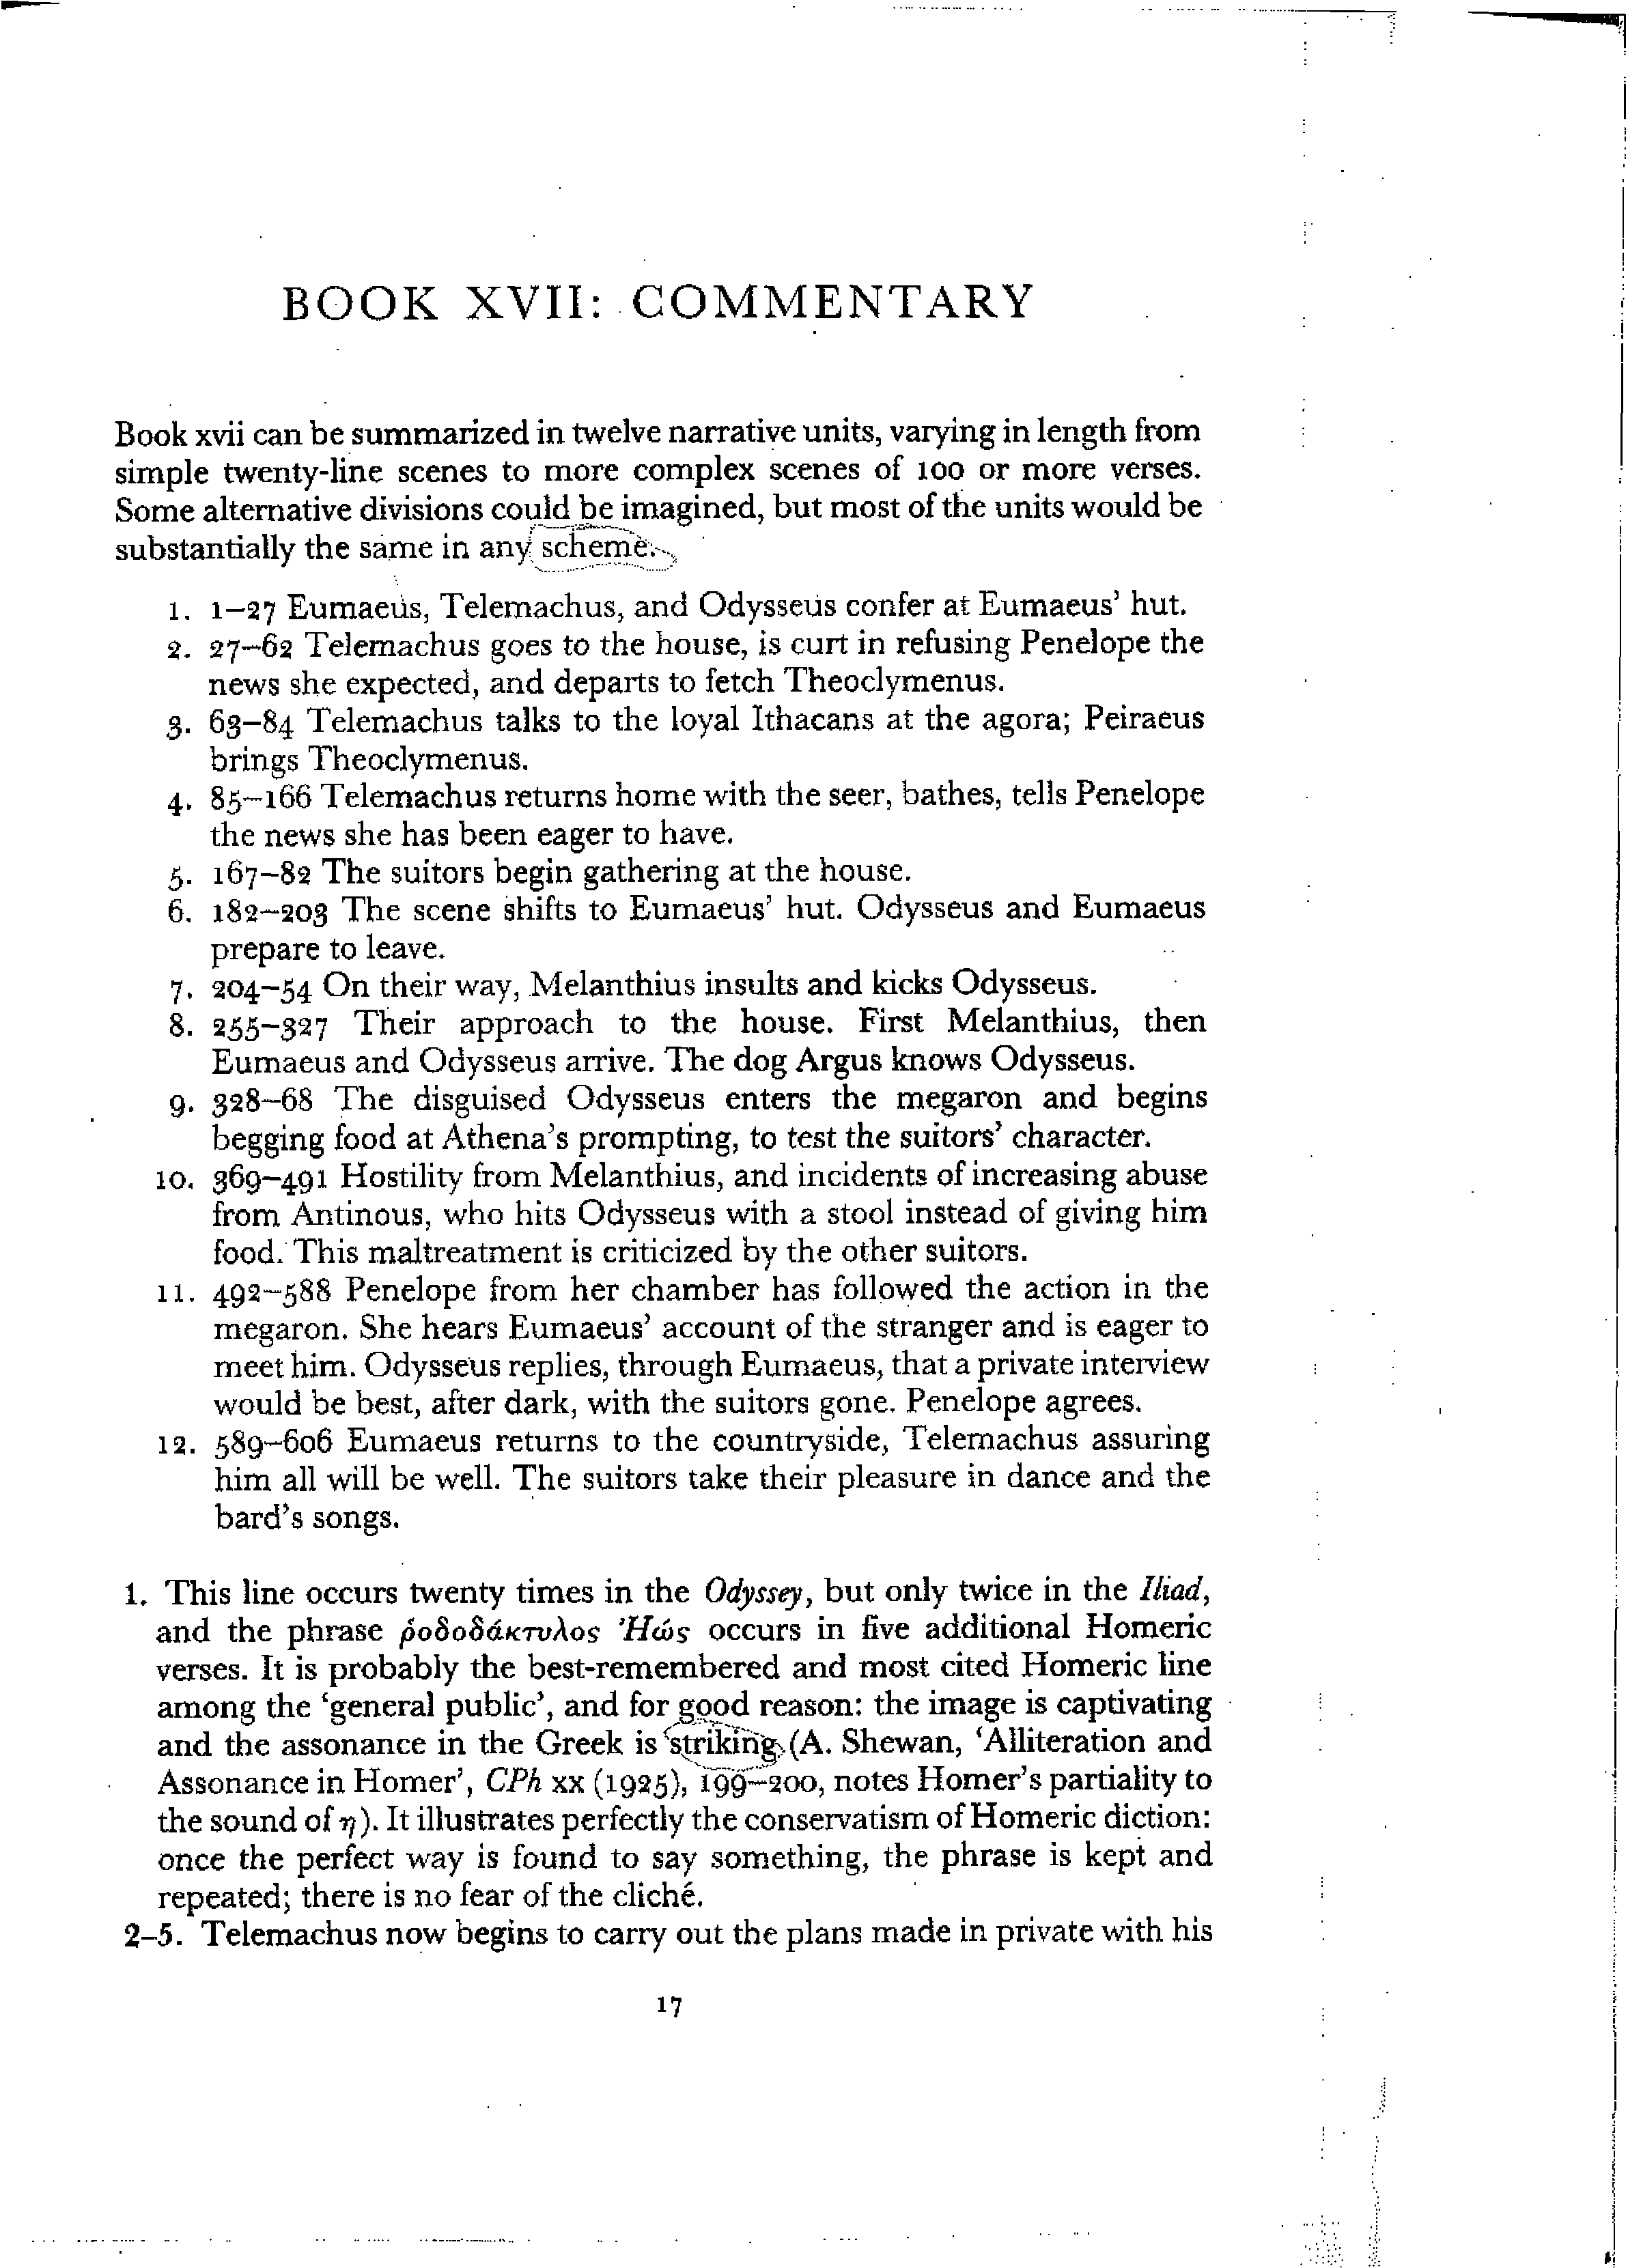 BOOK XVII: COMMENTARY
Book xvii can be summarized in twelve narrative units, varying in length from
simple twenty-line scenes to more complex scenes of 100 or more verses.
Some alternative divisions could be imagined, but most of the units would be
substantially the same in any scheme.
1. 1–27 Eumaeus, Telemachus, and Odysseus confer at Eumaeus' hut.
2. 27–62 Telemachus goes to the house, is curt in refusing Penelope the
news she expected, and departs to fetch Theoclymenus.
3. 63–84 Telemachus talks to the loyal Ithacans at the agora; Peiraeus
brings Theoclymenus.
4. 85–166 Telemachus returns home with the seer, bathes, tells Penelope
the news she has been eager to have.
5. 167–82 The suitors begin gathering at the house.
6. 182–203 The scene shifts to Eumaeus' hut. Odysseus and Eumaeus
prepare to leave.
7. 204–54 On their way, Melanthius insults and kicks Odysseus.
8. 255–327 Their approach to the house. First Melanthius, then
Eumaeus and Odysseus arrive. The dog Argus knows Odysseus.
9. 328–68 The disguised Odysseus enters the megaron and begins
begging food at Athena's prompting, to test the suitors' character.
10. 369–491 Hostility from Melanthius, and incidents of increasing abuse
from Antinous, who hits Odysseus with a stool instead of giving him
food. This maltreatment is criticized by the other suitors.
11. 492–588 Penelope from her chamber has followed the action in the
megaron. She hears Eumaeus' account of the stranger and is eager to
meet him. Odysseus replies, through Eumaeus, that a private interview
would be best, after dark, with the suitors gone. Penelope agrees.
12. 589–606 Eumaeus returns to the countryside, Telemachus assuring
him all will be well. The suitors take their pleasure in dance and the
bard's songs.
1. This line occurs twenty times in the Odyssey, but only twice in the Iliad,
and the phrase ῥοδοδάκτυλος Ἠώς occurs in five additional Homeric
verses. It is probably the best-remembered and most cited Homeric line
among the 'general public', and for good reason: the image is captivating
and the assonance in the Greek is striking (A. Shewan, 'Alliteration and
Assonance in Homer', CPh xx (1925), 199–200, notes Homer's partiality to
the sound of η). It illustrates perfectly the conservatism of Homeric diction:
once the perfect way is found to say something, the phrase is kept and
repeated; there is no fear of the cliché.
2–5. Telemachus now begins to carry out the plans made in private with his
17